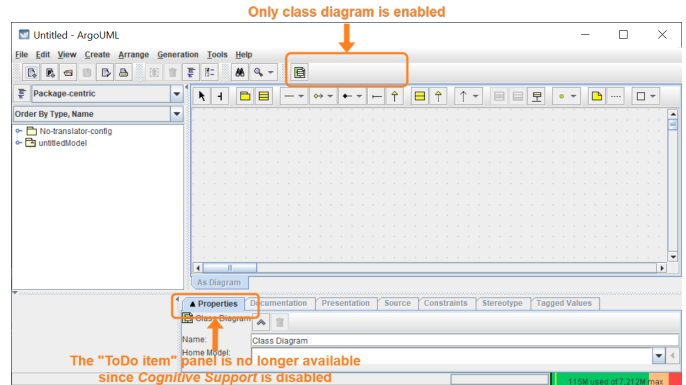 Only class diagram is enabled
Untitled - ArgoUML
File Edit View Create Arrange Generation Tools Help
Package-centric
Order By Type, Name
No-translator-config
untitledModel
As Diagram
Properties Documentation Presentation Source Constraints Stereotype Tagged Values
Class Diagram
Name: Class Diagram
Home Model:
The "ToDo item" panel is no longer available
since Cognitive Support is disabled
115M used of 7,212M max